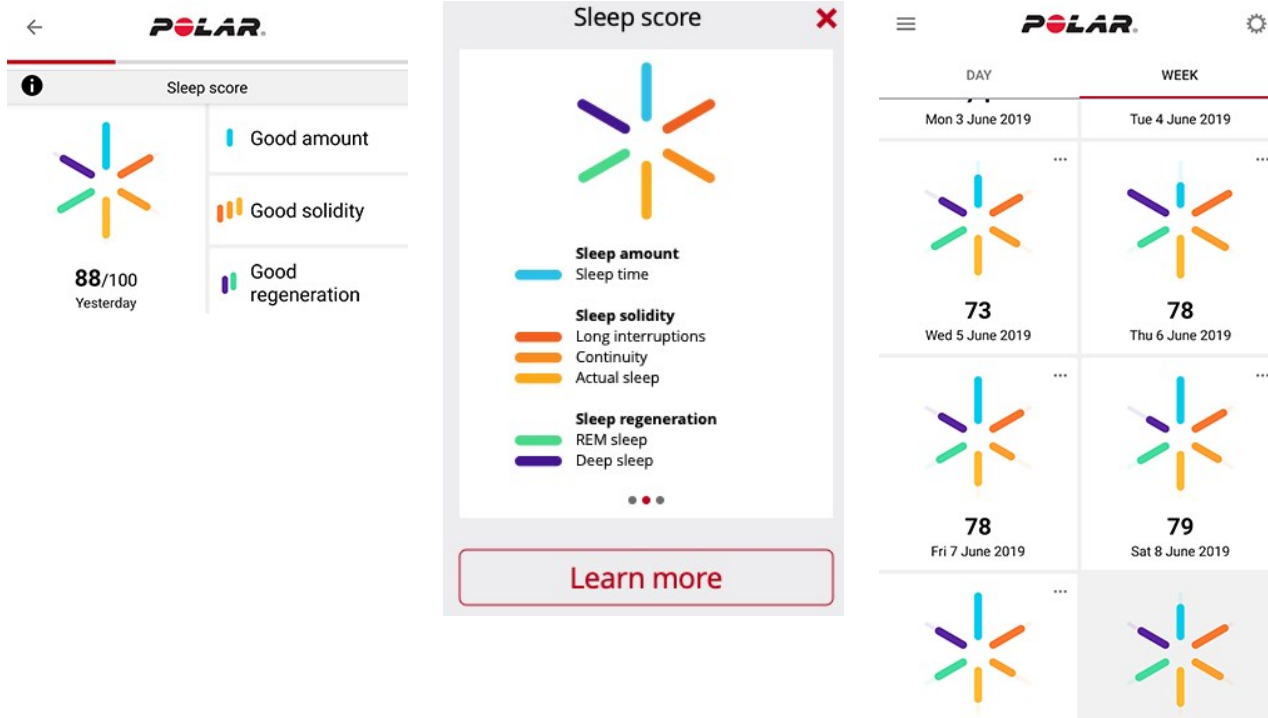 POLAR.
Sleep score
Good amount
Good solidity
Good
regeneration
88/100
Yesterday
Sleep score
Sleep amount
Sleep time
Sleep solidity
Long interruptions
Continuity
Actual sleep
Sleep regeneration
REM sleep
Deep sleep
Learn more
POLAR.
DAY WEEK
Mon 3 June 2019 Tue 4 June 2019
73 78
Wed 5 June 2019 Thu 6 June 2019
78 79
Fri 7 June 2019 Sat 8 June 2019